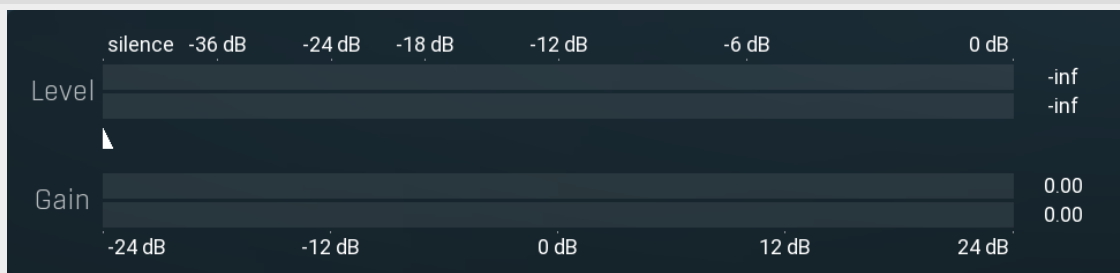 silence -36 dB -24 dB -18 dB -12 dB -6 dB 0 dB
Level
-inf
-inf
Gain
0.00
0.00
-24 dB -12 dB 0 dB 12 dB 24 dB